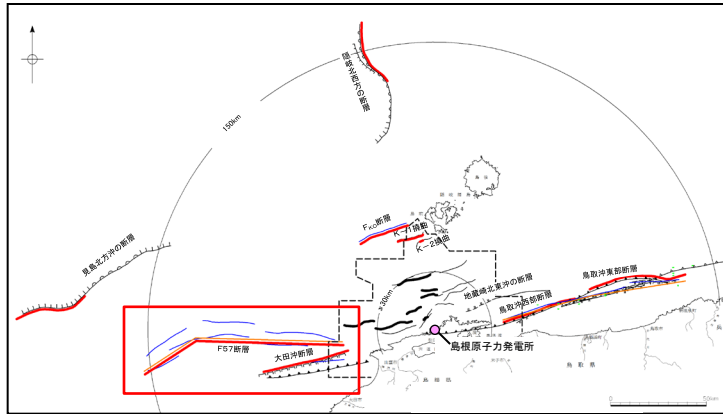 隠岐北西方の断層
150km
島後
島前
FKO断層
K-1撓曲
K-2撓曲
見島北方沖の断層
鳥取沖東部断層
地蔵崎北東沖の断層
30km
鳥取沖西部断層
F57断層
大田沖断層
島根原子力発電所
島根県
鳥取県
50km